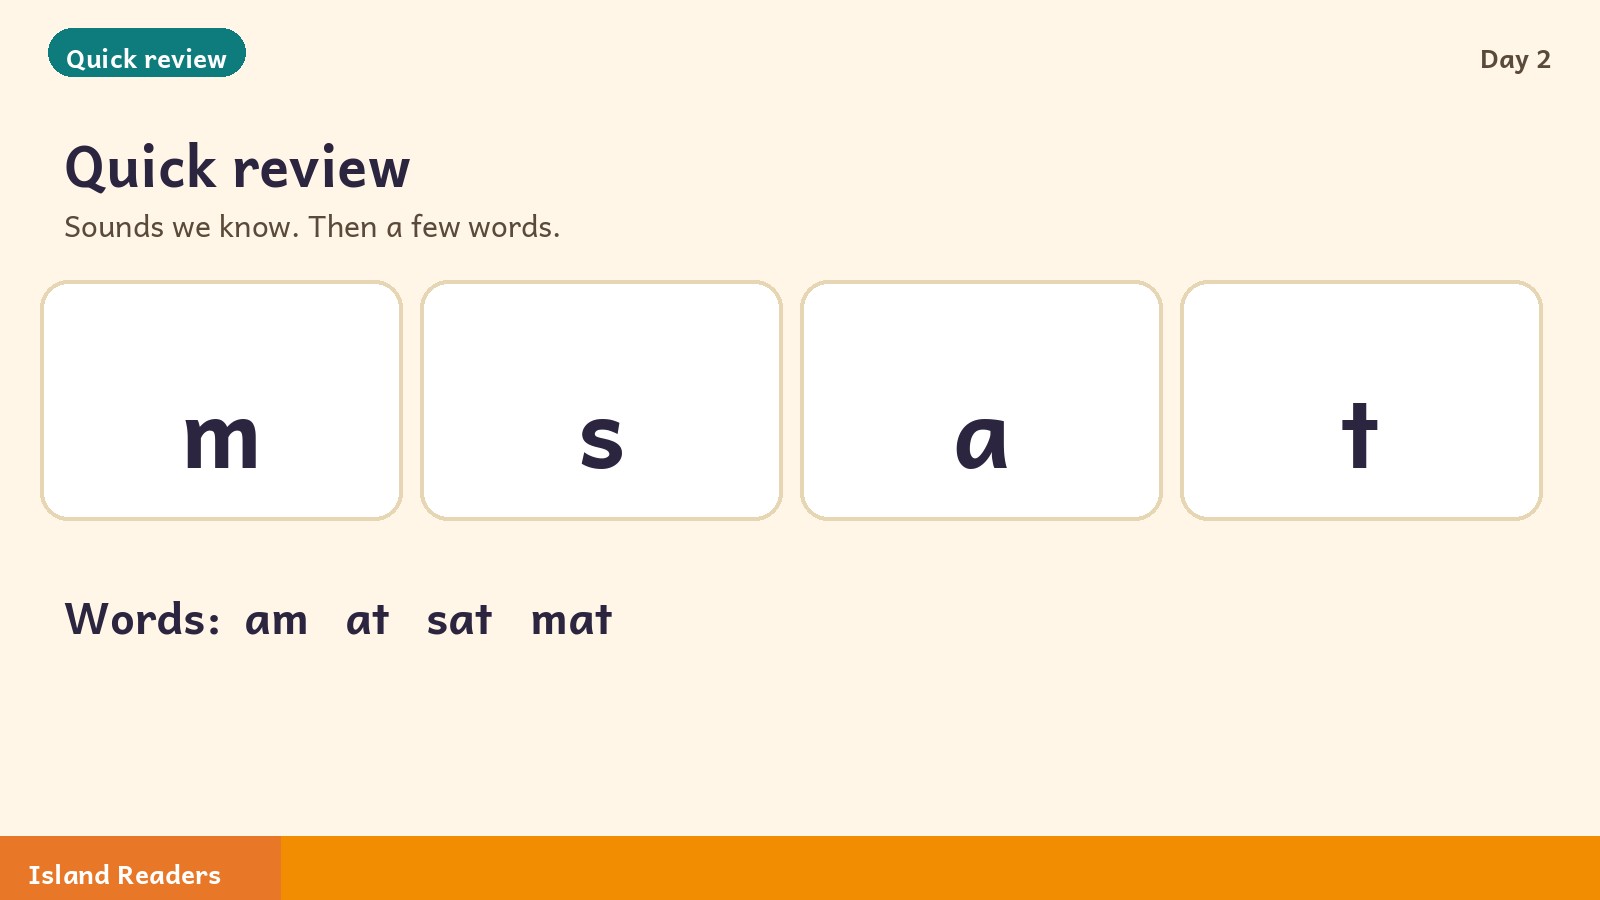 Quick review
Day 2
Quick review
Sounds we know. Then a few words.
m s a t
Words: am at sat mat
Island Readers